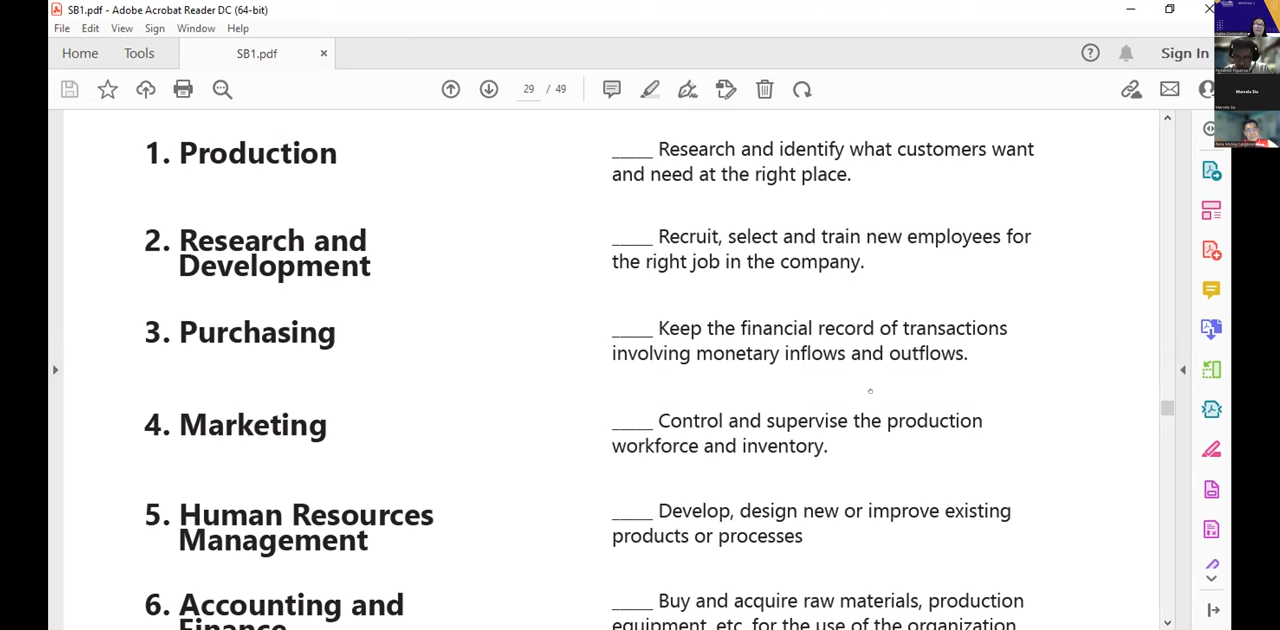 SB1.pdf - Adobe Acrobat Reader DC (64-bit)
File Edit View Sign Window Help
Home Tools SB1.pdf × Sign In
29 / 49
Marcela Siu
Marcela Siu
1. Production
_____ Research and identify what customers want
and need at the right place.
2. Research and
Development
_____ Recruit, select and train new employees for
the right job in the company.
3. Purchasing
_____ Keep the financial record of transactions
involving monetary inflows and outflows.
4. Marketing
_____ Control and supervise the production
workforce and inventory.
5. Human Resources
Management
_____ Develop, design new or improve existing
products or processes
6. Accounting and
Finance
_____ Buy and acquire raw materials, production
equipment, etc. for the use of the organization